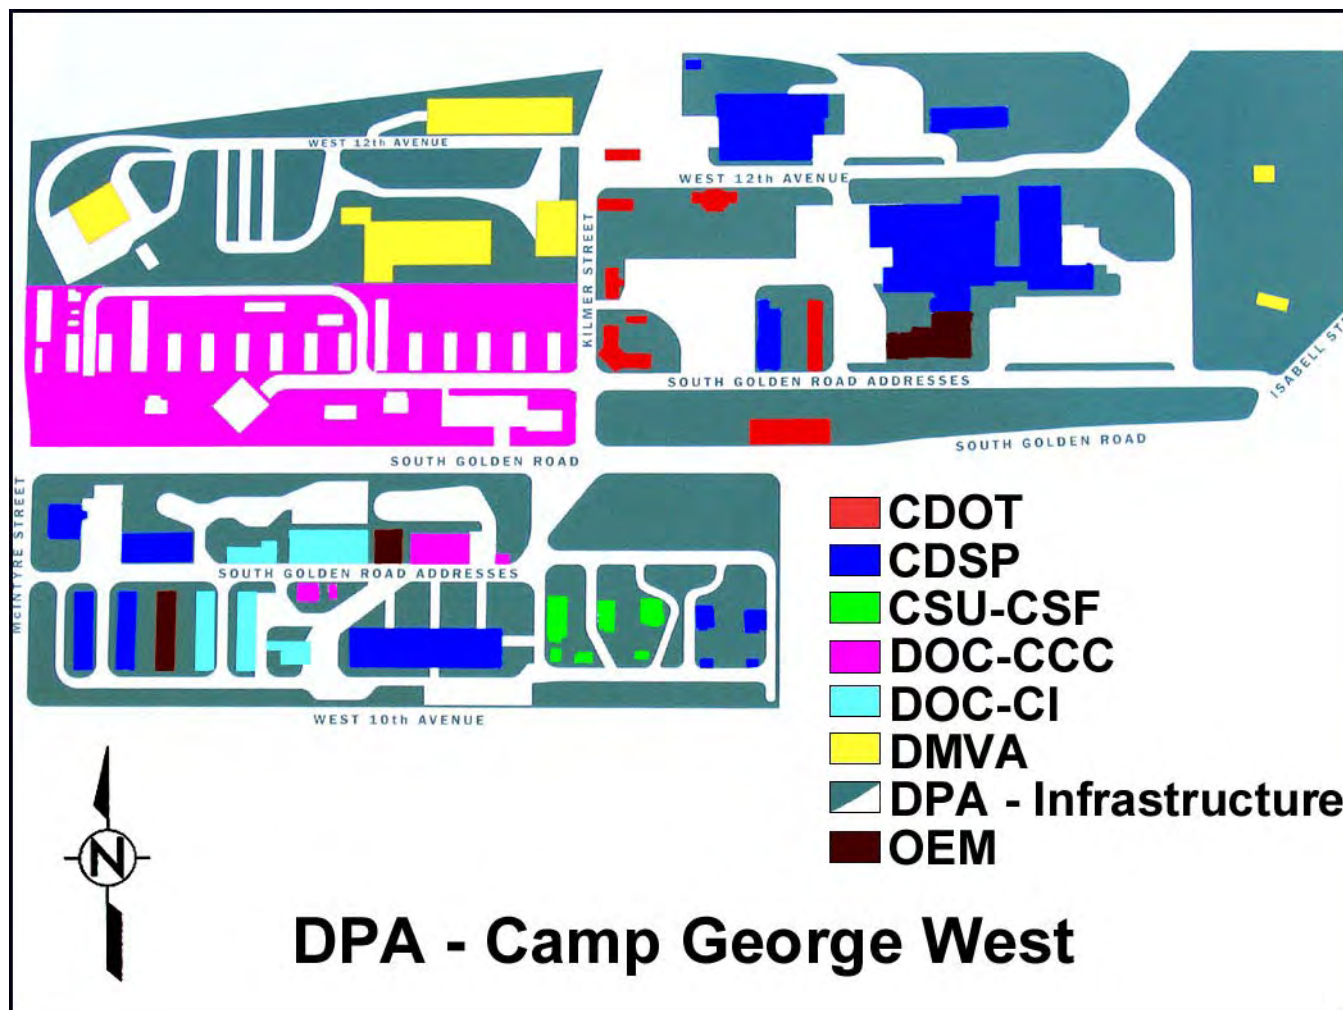 WEST 12th AVENUE
WEST 12th AVENUE
KILMER STREET
ISABELL ST
SOUTH GOLDEN ROAD ADDRESSES
SOUTH GOLDEN ROAD
SOUTH GOLDEN ROAD
McINTYRE STREET
SOUTH GOLDEN ROAD ADDRESSES
WEST 10th AVENUE
CDOT
CDSP
CSU-CSF
DOC-CCC
DOC-CI
DMVA
DPA - Infrastructure
OEM
N
DPA - Camp George West